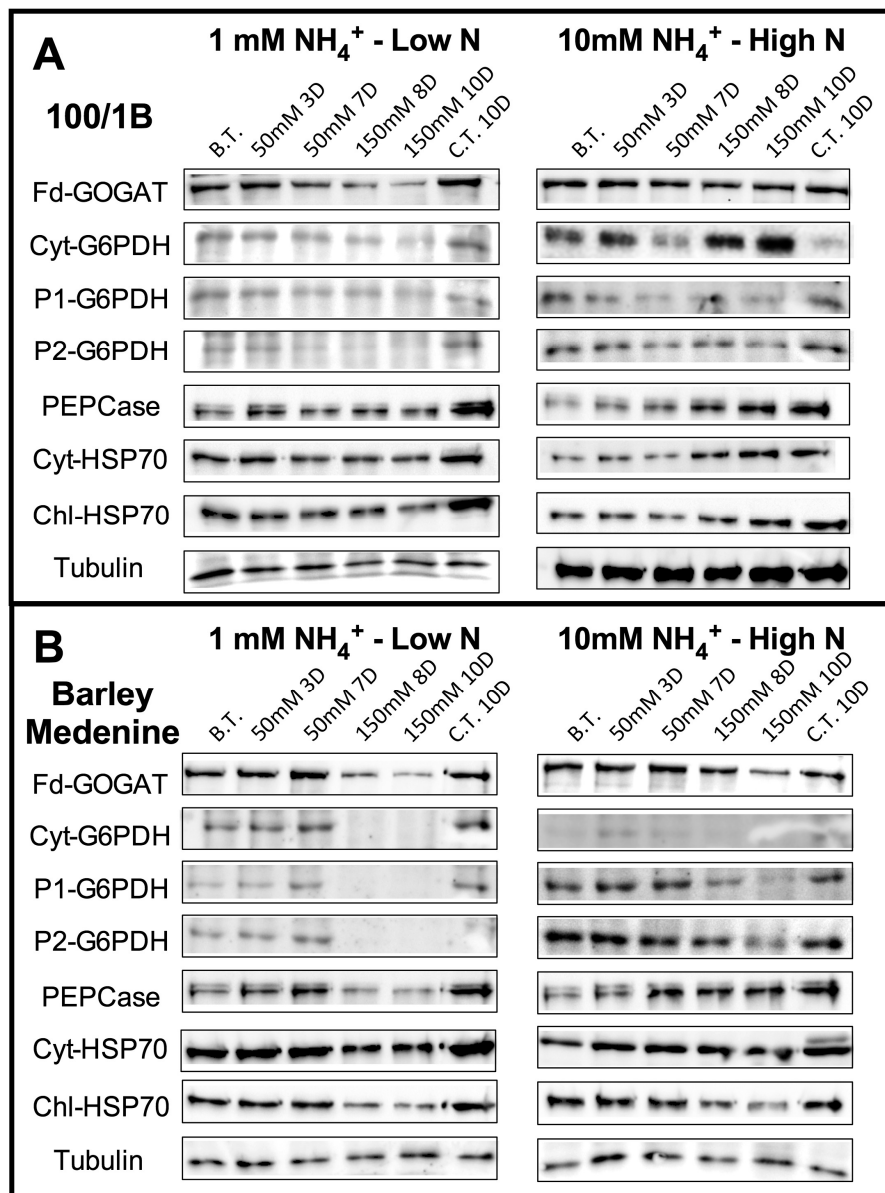 A
1 mM NH₄⁺ - Low N
10mM NH₄⁺ - High N
100/1B
B.T. 50mM 3D 50mM 7D 150mM 8D 150mM 10D C.T. 10D
B.T. 50mM 3D 50mM 7D 150mM 8D 150mM 10D C.T. 10D
Fd-GOGAT
Cyt-G6PDH
P1-G6PDH
P2-G6PDH
PEPCase
Cyt-HSP70
Chl-HSP70
Tubulin
B
1 mM NH₄⁺ - Low N
10mM NH₄⁺ - High N
Barley
Medenine
B.T. 50mM 3D 50mM 7D 150mM 8D 150mM 10D C.T. 10D
B.T. 50mM 3D 50mM 7D 150mM 8D 150mM 10D C.T. 10D
Fd-GOGAT
Cyt-G6PDH
P1-G6PDH
P2-G6PDH
PEPCase
Cyt-HSP70
Chl-HSP70
Tubulin